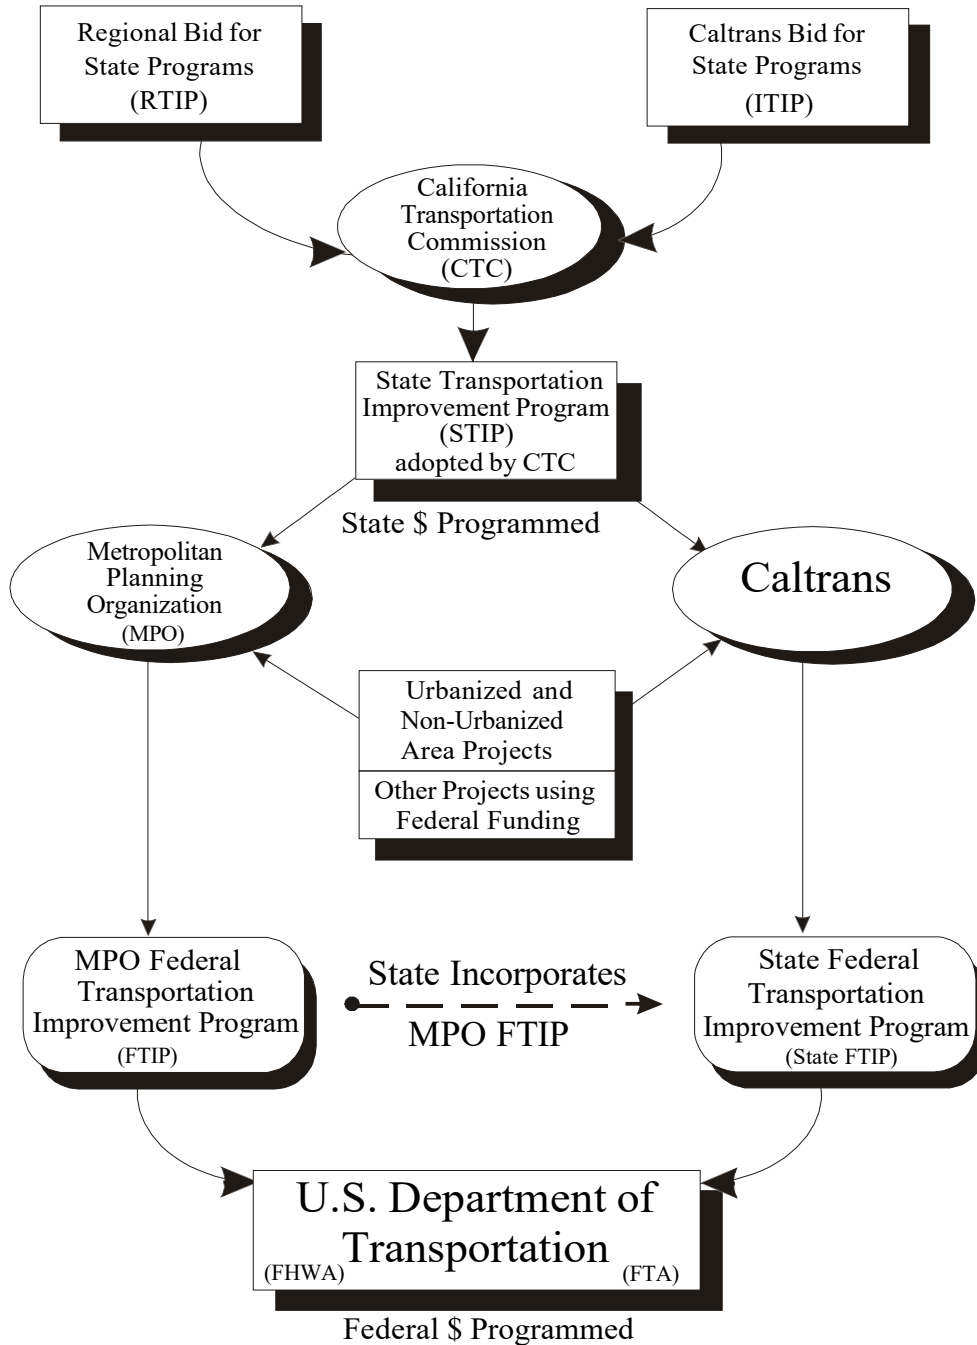 Regional Bid for
State Programs
(RTIP)
Caltrans Bid for
State Programs
(ITIP)
California
Transportation
Commission
(CTC)
State Transportation
Improvement Program
(STIP)
adopted by CTC
State $ Programmed
Metropolitan
Planning
Organization
(MPO)
Caltrans
Urbanized and
Non-Urbanized
Area Projects
Other Projects using
Federal Funding
MPO Federal
Transportation
Improvement Program
(FTIP)
State Incorporates
MPO FTIP
State Federal
Transportation
Improvement Program
(State FTIP)
U.S. Department of
Transportation
(FHWA)
(FTA)
Federal $ Programmed